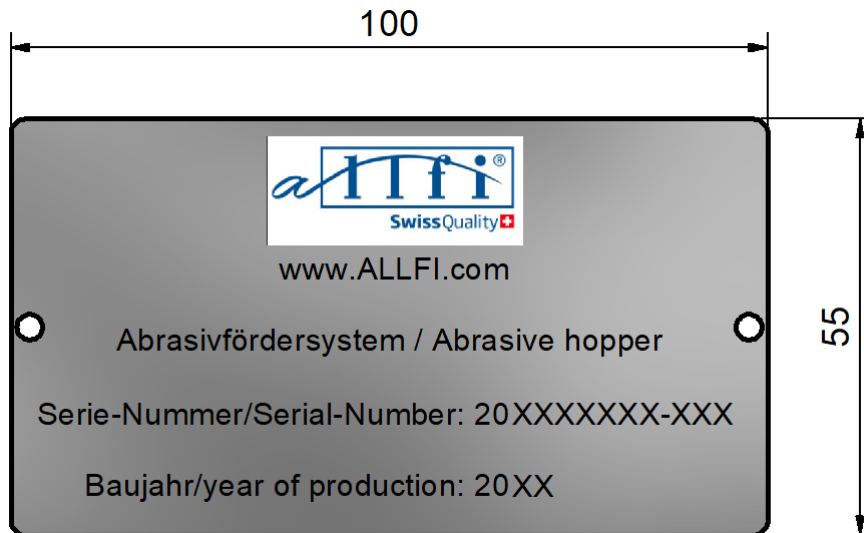 100
allfi®
SwissQuality
www.ALLFI.com
55
Abrasivfördersystem / Abrasive hopper
Serie-Nummer/Serial-Number: 20XXXXXXX-XXX
Baujahr/year of production: 20XX